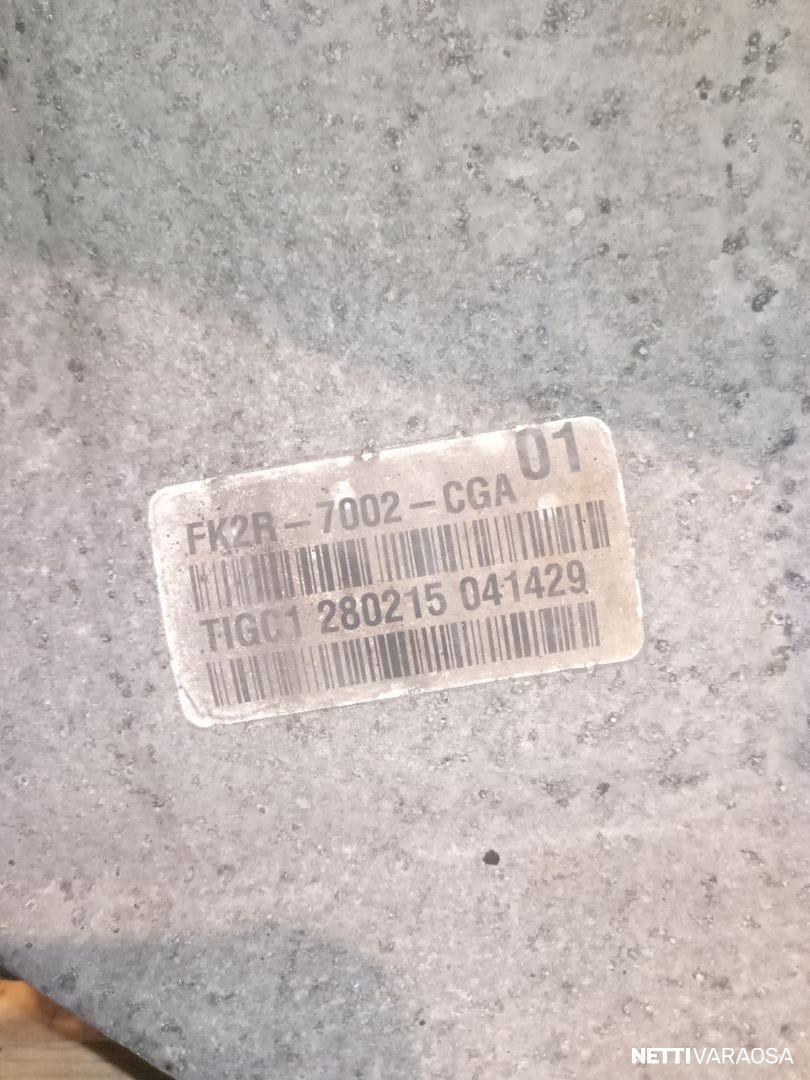 01
FK2R-7002-CGA
TIGC1 280215 041429
NETTIVARAOSA